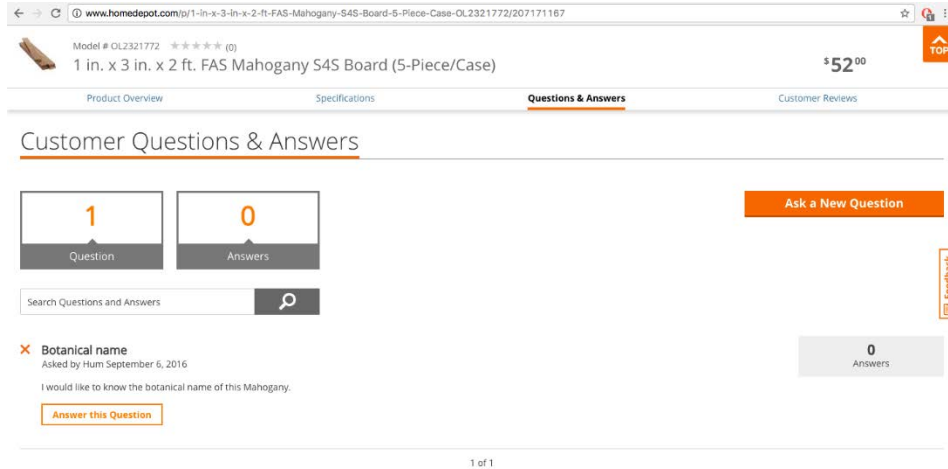 www.homedepot.com/p/1-in-x-3-in-x-2-ft-FAS-Mahogany-S4S-Board-5-Piece-Case-OL2321772/207171167
Model # OL2321772 (0)
1 in. x 3 in. x 2 ft. FAS Mahogany S4S Board (5-Piece/Case)
$52 00
TOP
Product Overview Specifications Questions & Answers Customer Reviews
Customer Questions & Answers
1 0
Question Answers
Ask a New Question
Feedback
Search Questions and Answers
Botanical name
Asked by Hum September 6, 2016
0
Answers
I would like to know the botanical name of this Mahogany.
Answer this Question
1 of 1